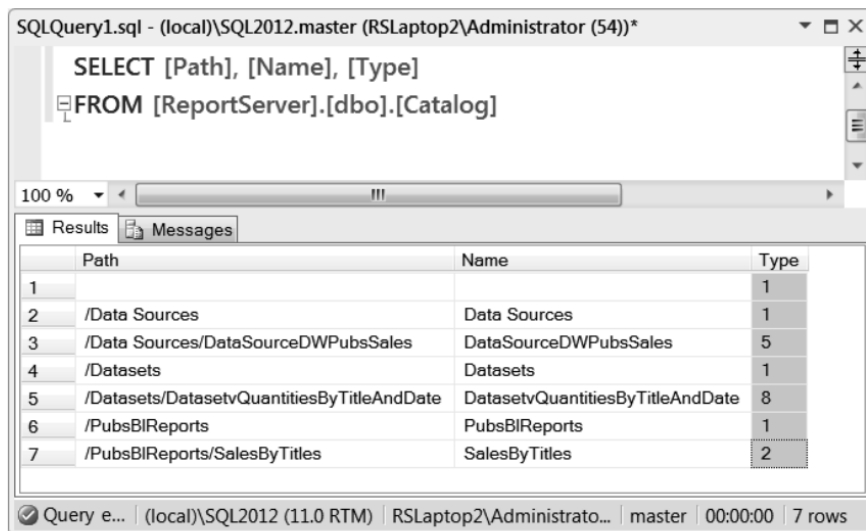 SQLQuery1.sql - (local)\SQL2012.master (RSLaptop2\Administrator (54))*
SELECT [Path], [Name], [Type]
FROM [ReportServer].[dbo].[Catalog]
100 %
Results Messages
Path Name Type
1 1
2 /Data Sources Data Sources 1
3 /Data Sources/DataSourceDWPubsSales DataSourceDWPubsSales 5
4 /Datasets Datasets 1
5 /Datasets/DatasetvQuantitiesByTitleAndDate DatasetvQuantitiesByTitleAndDate 8
6 /PubsBIReports PubsBIReports 1
7 /PubsBIReports/SalesByTitles SalesByTitles 2
Query e... (local)\SQL2012 (11.0 RTM) RSLaptop2\Administrato... master 00:00:00 7 rows